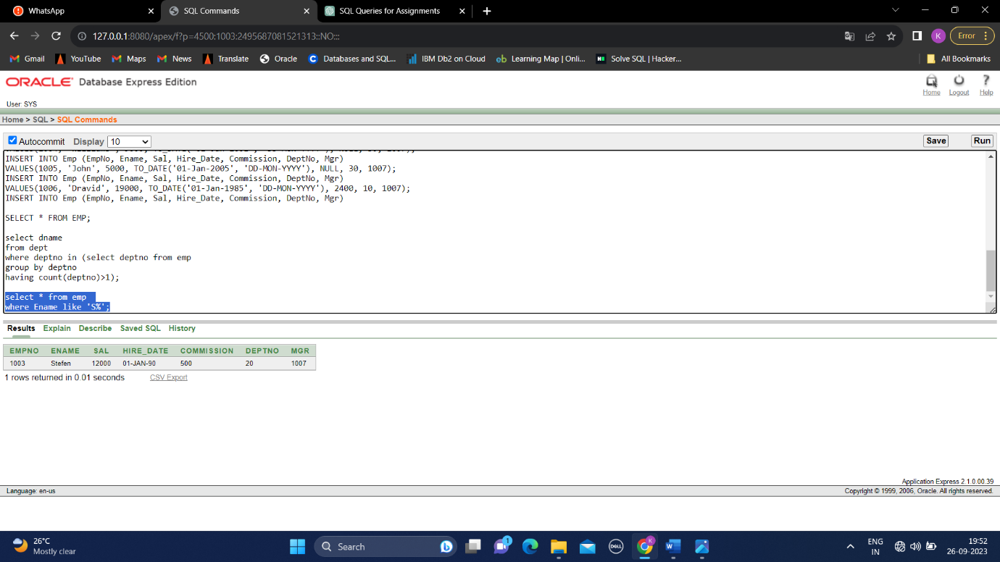 WhatsApp
SQL Commands
SQL Queries for Assignments
127.0.0.1:8080/apex/f?p=4500:1003:2495687081521313::NO:::
K
Error
Gmail
YouTube
Maps
News
Translate
Oracle
Databases and SQL...
IBM Db2 on Cloud
Learning Map | Onli...
Solve SQL | Hacker...
All Bookmarks
ORACLE Database Express Edition
Home
Logout
Help
User: SYS
Home > SQL > SQL Commands
Autocommit Display 10
Save
Run
INSERT INTO Emp (EmpNo, Ename, Sal, Hire_Date, Commission, DeptNo, Mgr)
VALUES(1005, 'John', 5000, TO_DATE('01-Jan-2005', 'DD-MON-YYYY'), NULL, 30, 1007);
INSERT INTO Emp (EmpNo, Ename, Sal, Hire_Date, Commission, DeptNo, Mgr)
VALUES(1006, 'Dravid', 19000, TO_DATE('01-Jan-1985', 'DD-MON-YYYY'), 2400, 10, 1007);
INSERT INTO Emp (EmpNo, Ename, Sal, Hire_Date, Commission, DeptNo, Mgr)
SELECT * FROM EMP;
select dname
from dept
where deptno in (select deptno from emp
group by deptno
having count(deptno)>1);
select * from emp
where Ename like 'S%';
Results Explain Describe Saved SQL History
EMPNO ENAME SAL HIRE_DATE COMMISSION DEPTNO MGR
1003 Stefen 12000 01-JAN-90 500 20 1007
1 rows returned in 0.01 seconds CSV Export
Application Express 2.1.0.00.39
Language: en-us
Copyright © 1999, 2006, Oracle. All rights reserved.
26°C
Mostly clear
Search
1
DELL
K
W
ENG
IN
19:52
26-09-2023